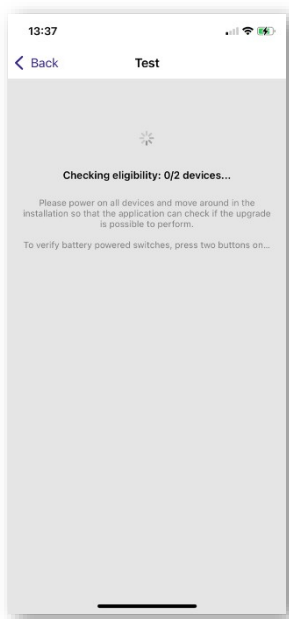 13:37
Back Test
Checking eligibility: 0/2 devices...
Please power on all devices and move around in the
installation so that the application can check if the upgrade
is possible to perform.
To verify battery powered switches, press two buttons on...